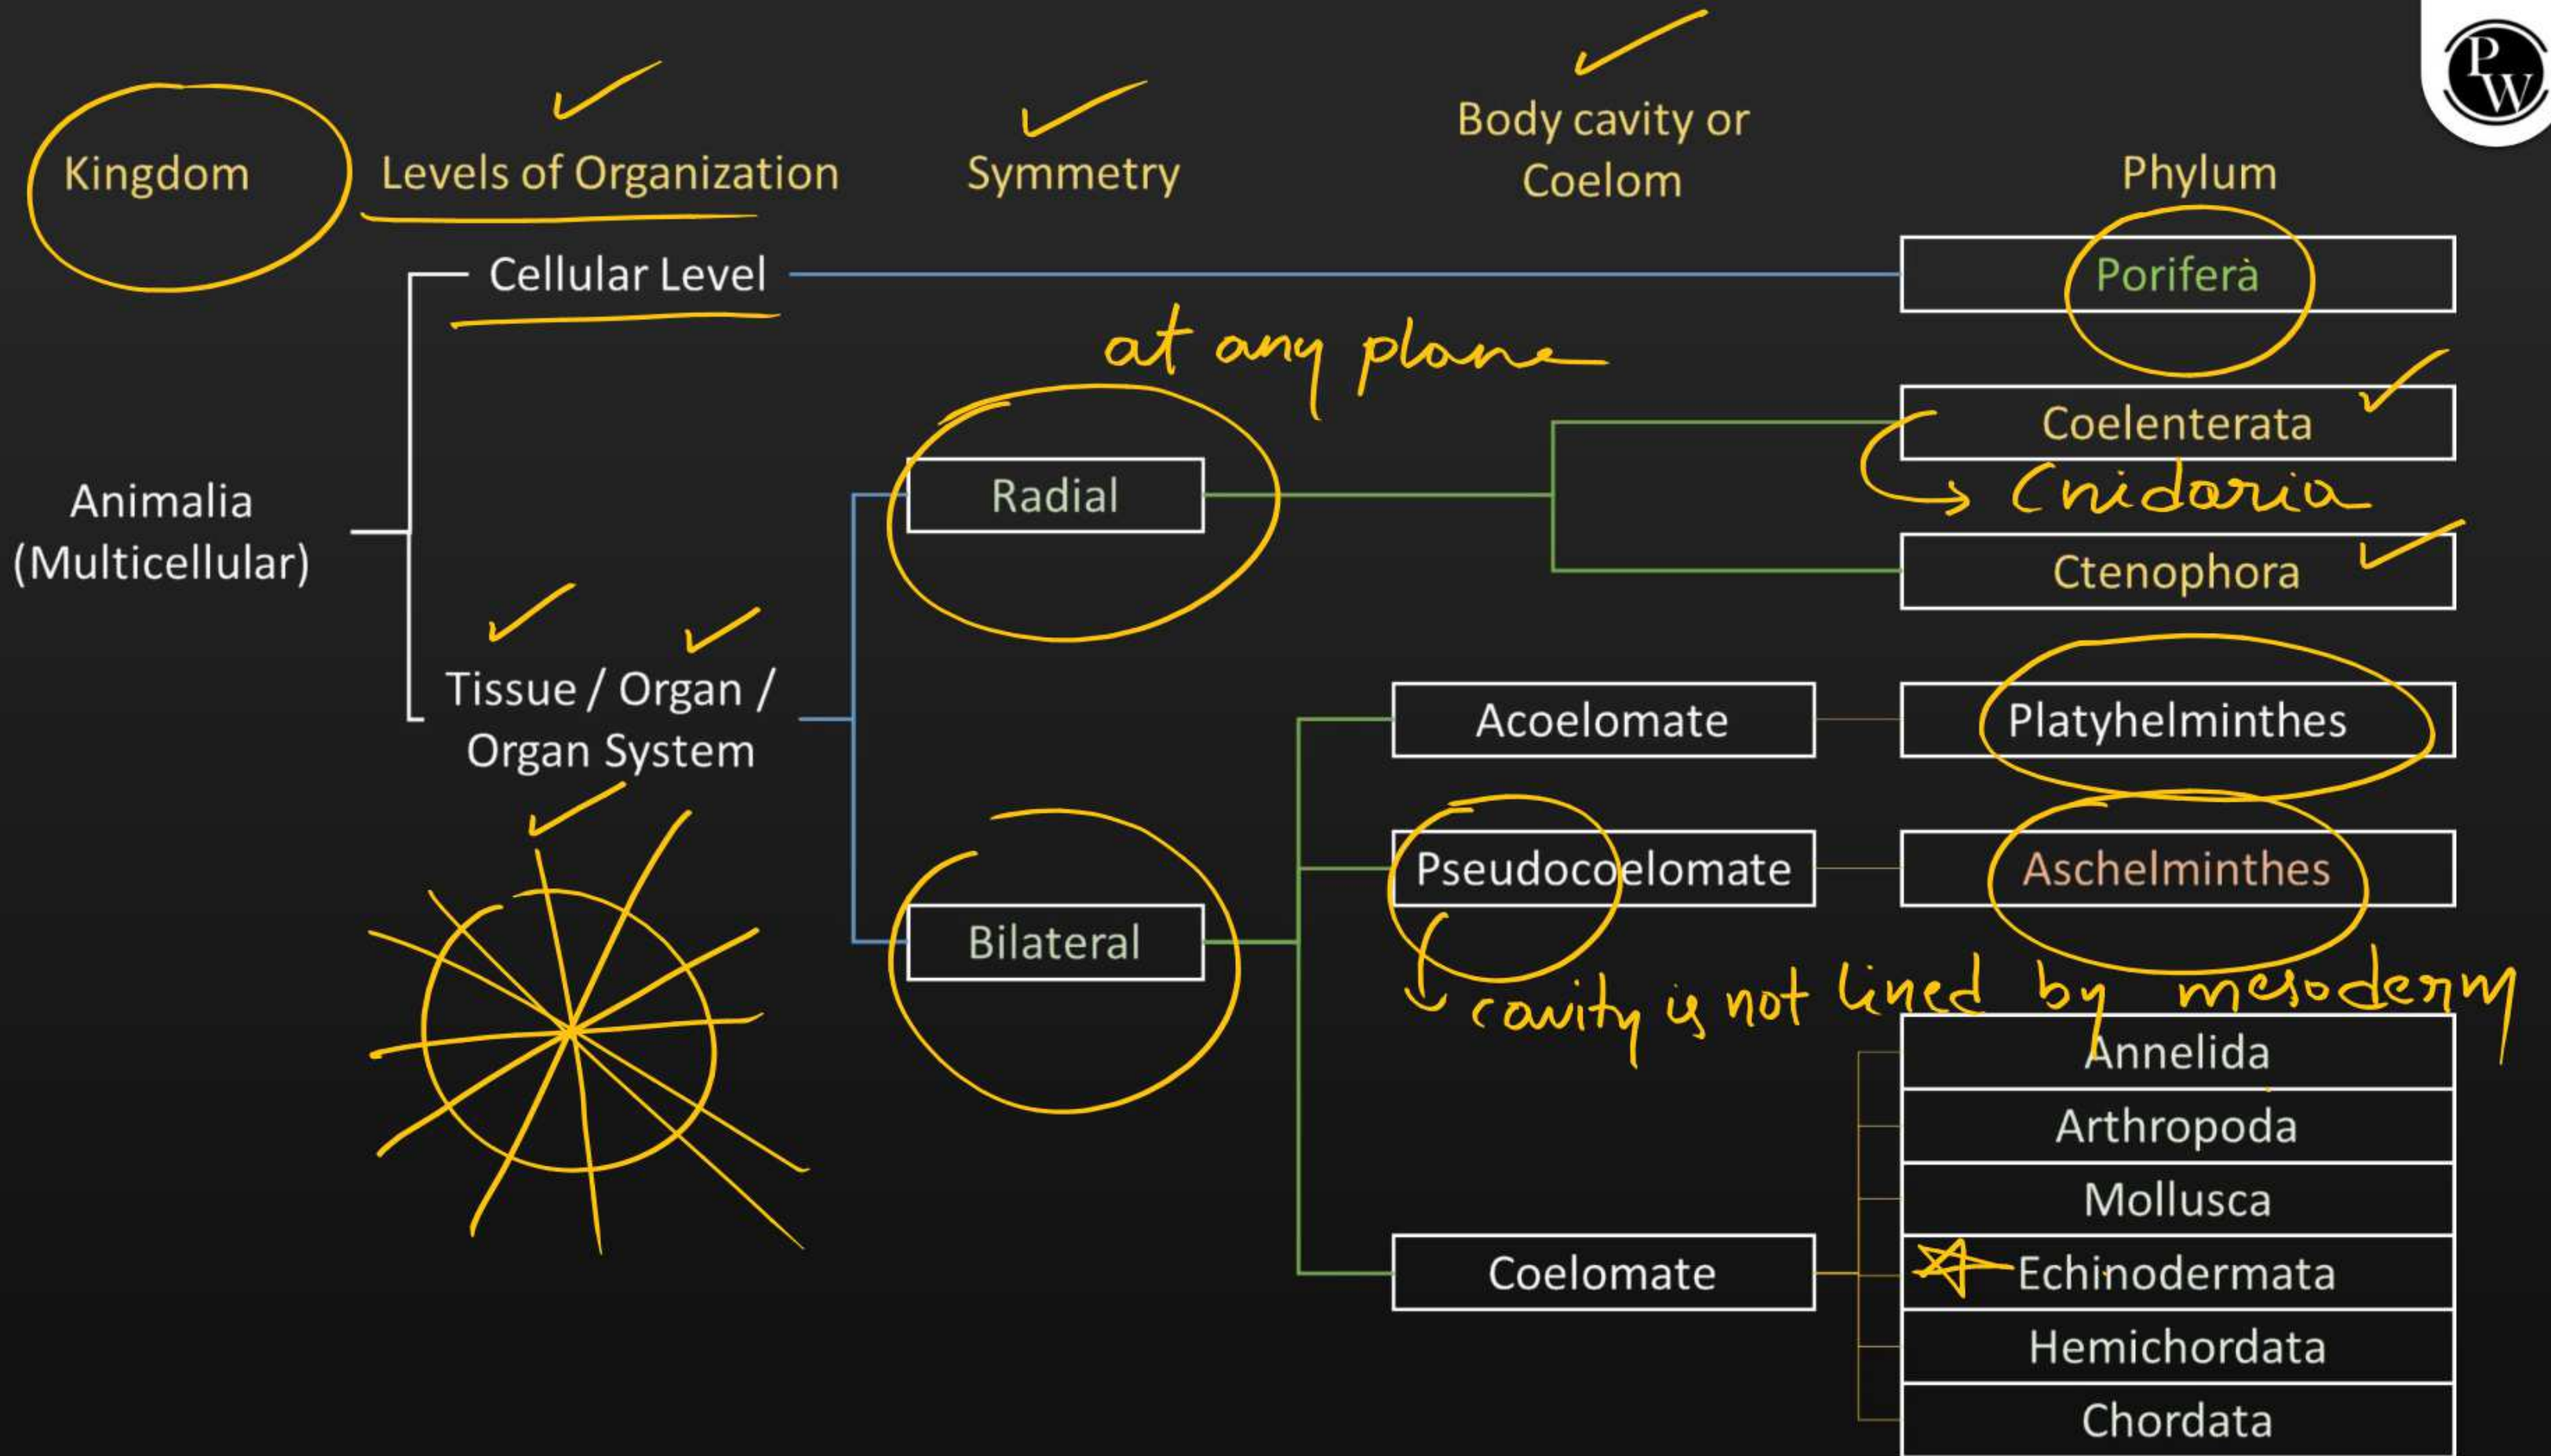 P
W
Kingdom
Levels of Organization
Symmetry
Body cavity or
Coelom
Phylum
Cellular Level
Poriferà
at any plane
Coelenterata
Cnidaria
Radial
Animalia
(Multicellular)
Ctenophora
Tissue / Organ /
Organ System
Acoelomate
Platyhelminthes
Pseudocoelomate
Aschelminthes
Bilateral
cavity is not lined by mesoderm
Annelida
Arthropoda
Mollusca
Coelomate
Echinodermata
Hemichordata
Chordata